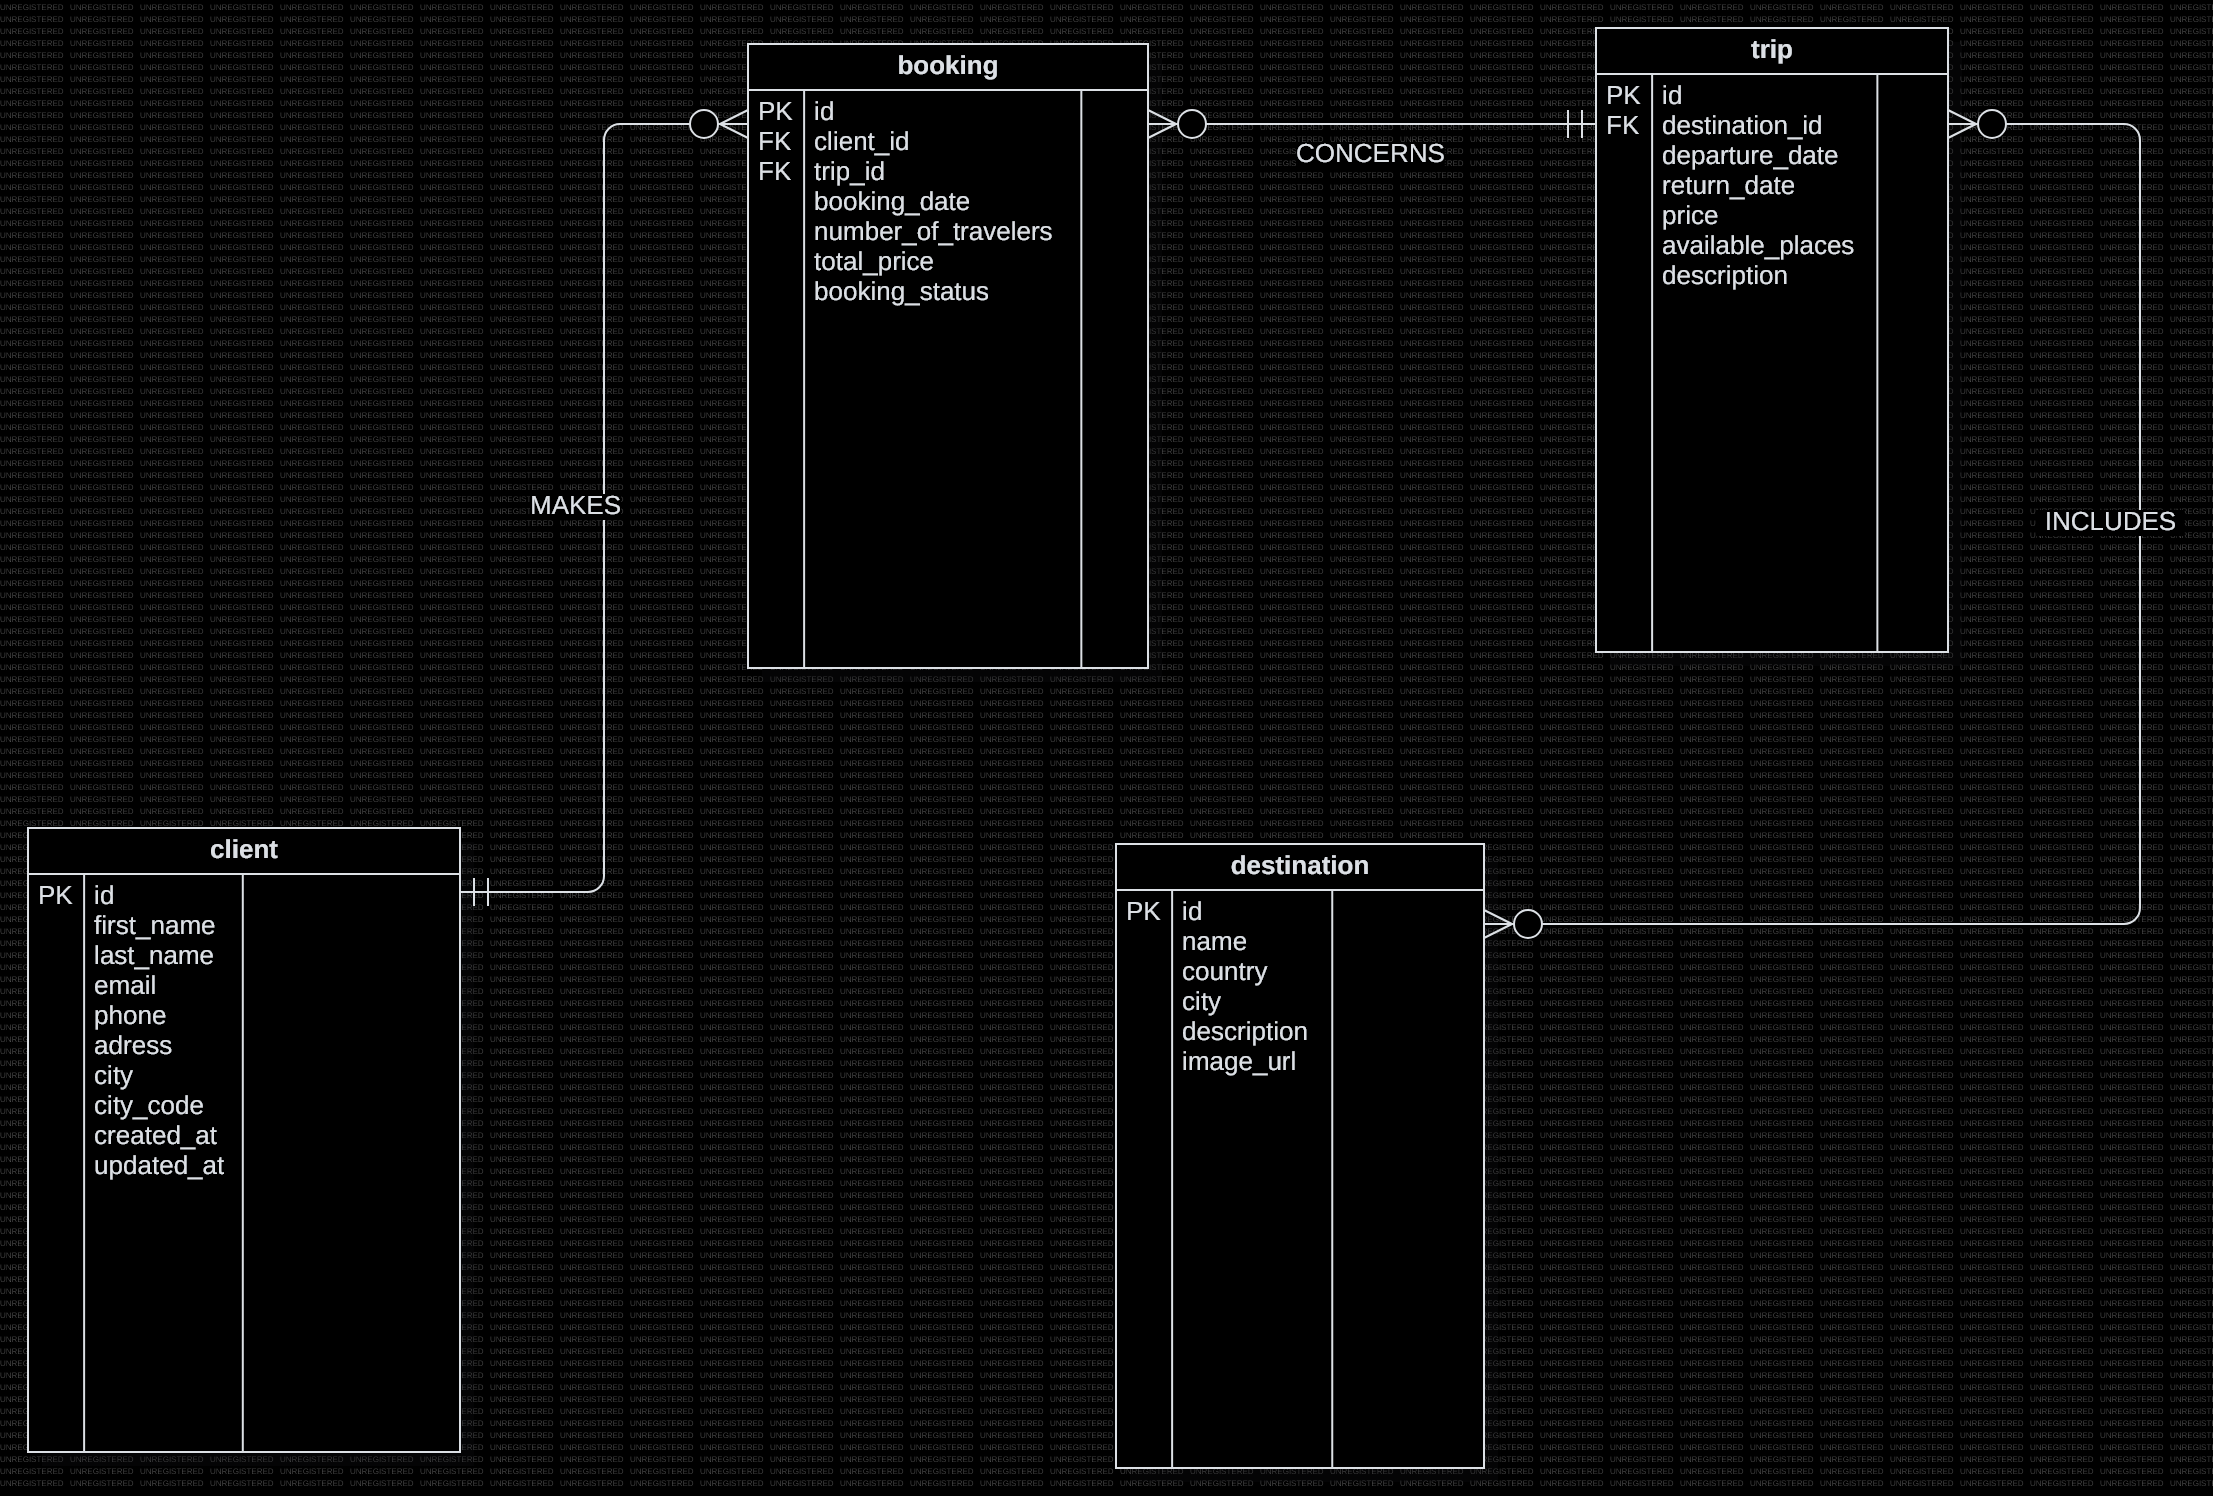 booking
PK id
FK client_id
FK trip_id
booking_date
number_of_travelers
total_price
booking_status
CONCERNS
trip
PK id
FK destination_id
departure_date
return_date
price
available_places
description
MAKES
INCLUDES
client
PK id
first_name
last_name
email
phone
adress
city
city_code
created_at
updated_at
destination
PK id
name
country
city
description
image_url
UNREGISTERED